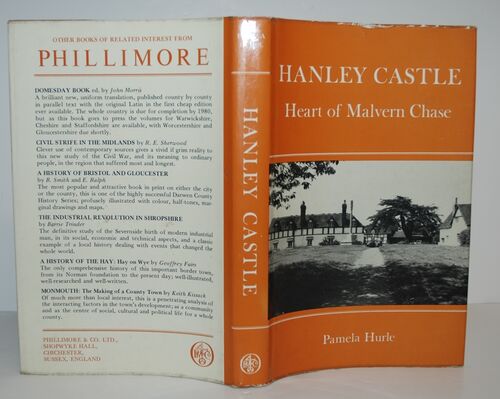 OTHER BOOKS OF RELATED INTEREST FROM
PHILLIMORE
DOMESDAY BOOK ed. by John Morris
A brilliant new, uniform translation, published county by county
in parallel text with the original Latin in the first cheap edition
ever available. The whole county is due for completion by 1980,
but as this book goes to press the volumes for Warwickshire,
Cheshire and Staffordshire are available, with Worcestershire and
Gloucestershire due shortly.
CIVIL STRIFE IN THE MIDLANDS by R. E. Sherwood
Clever use of contemporary sources gives a vivid if grim reality to
this new study of the Civil War, and its meaning to ordinary
people, in the region that suffered most and longest.
A HISTORY OF BRISTOL AND GLOUCESTER
by B. Smith and E. Ralph
The most popular and attractive book in print on either the city
or the county, this is one of the highly successful Darwen County
History Series; profusely illustrated with colour, half-tones, mar-
ginal drawings and maps.
THE INDUSTRIAL REVOLUTION IN SHROPSHIRE
by Barrie Trinder
The definitive study of the Severnside birth of modern industrial
man, in its social, economic and technical aspects, and a classic
example of a local history dealing with events that changed the
whole world.
A HISTORY OF THE HAY: Hay on Wye by Geoffrey Fairs
The only comprehensive history of this important border town,
from its Norman foundation to the present day; well-illustrated,
well-researched and well-written.
MONMOUTH: The Making of a County Town by Keith Kissack
Of much more than local interest, this is a penetrating analysis of
the interacting factors in the town's development; as a community
and as the centre of social, cultural and political life for a whole
county.
PHILLIMORE & CO. LTD.,
SHOPWYKE HALL,
CHICHESTER,
SUSSEX, ENGLAND
HANLEY CASTLE
HANLEY CASTLE
Heart of Malvern Chase
Pamela Hurle